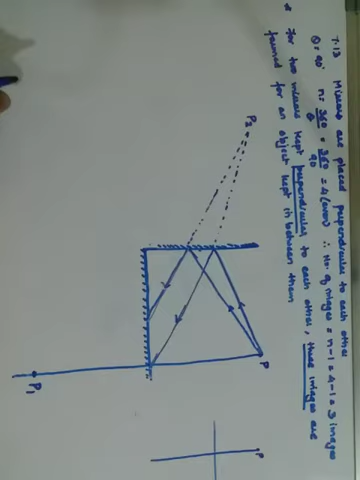 7.13 Mirrors are placed perpendicular to each other
θ = 90° n = 360/θ = 360/90 = 4 (even) ∴ No. of images = n-1 = 4-1 = 3 images
* For two mirrors kept perpendicular to each other, three images are
formed for an object kept in between them
P2
P
P1
P